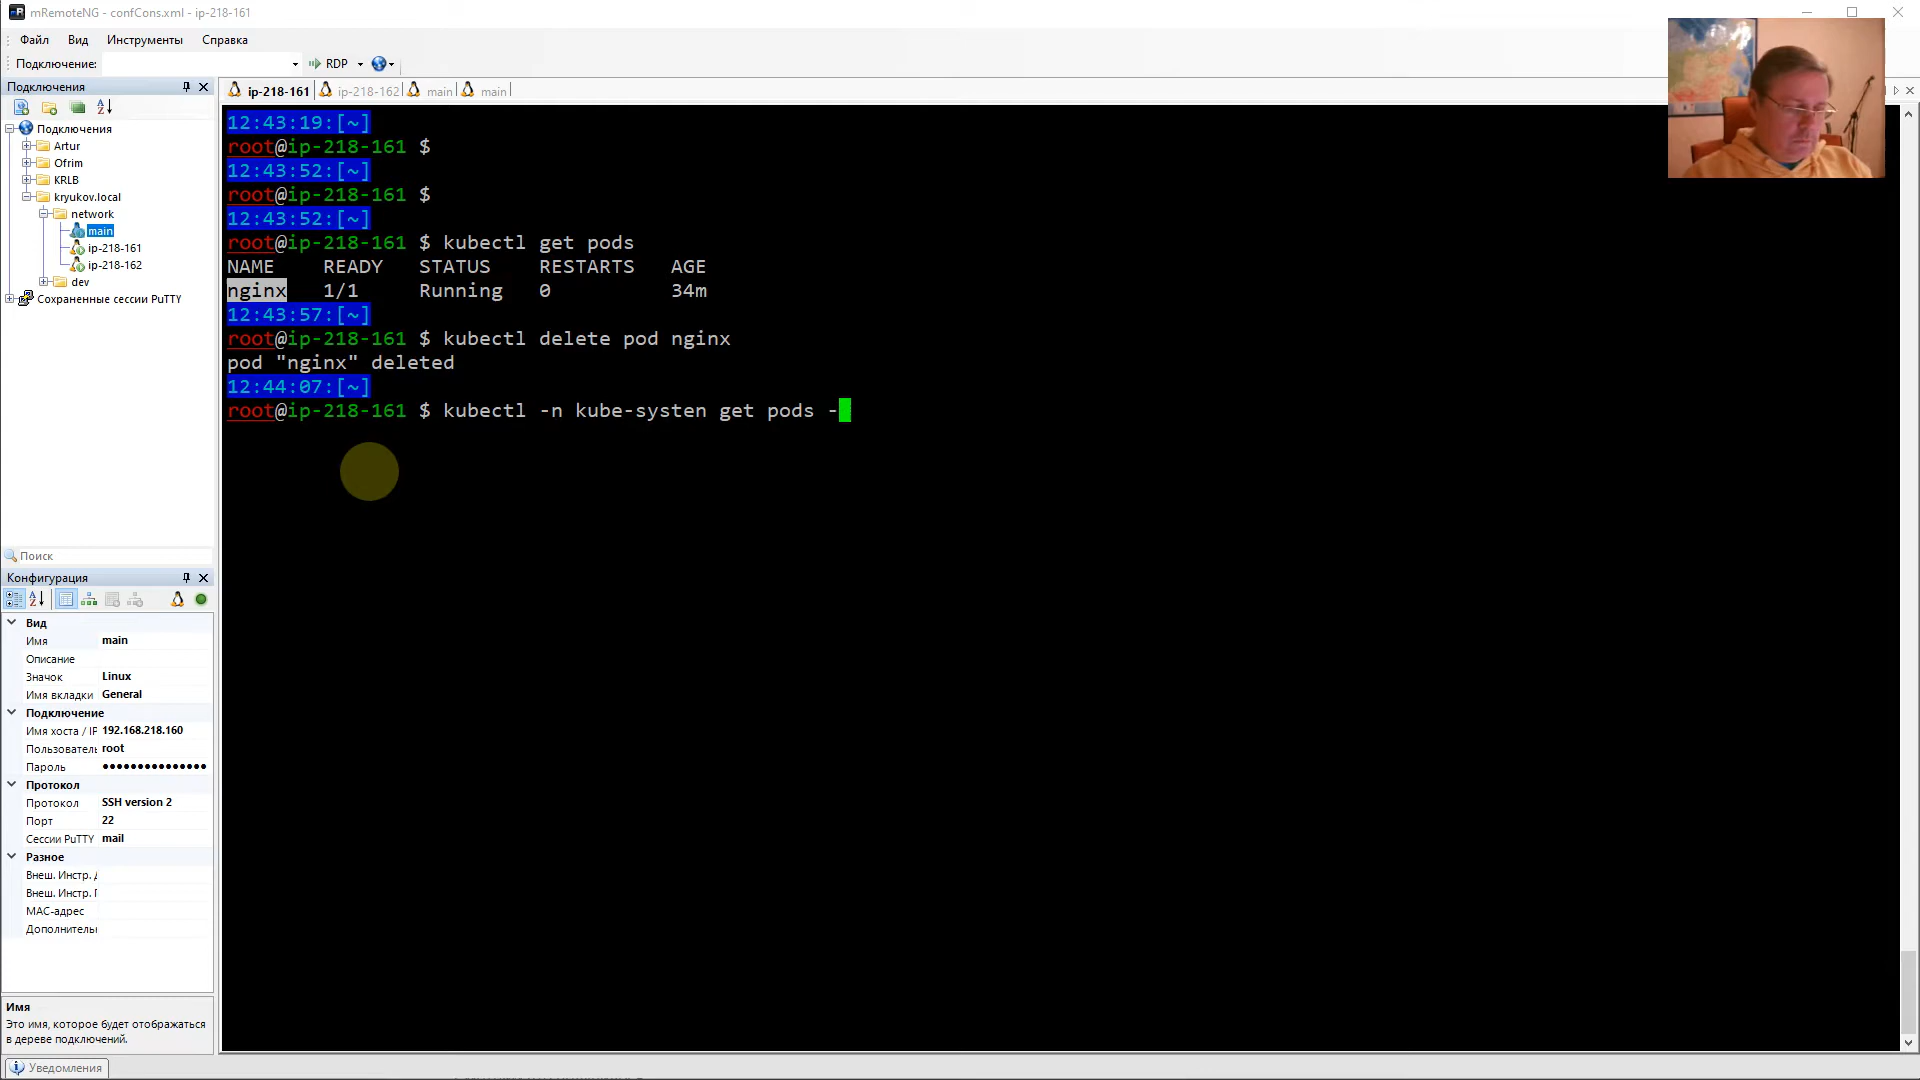 mRemoteNG - confCons.xml - ip-218-161
Файл Вид Инструменты Справка
Подключение: RDP
Подключения
Подключения
Artur
Ofrim
KRLB
kryukov.local
network
main
ip-218-161
ip-218-162
dev
Сохраненные сессии PuTTY
Поиск
Конфигурация
Вид
Имя main
Описание
Значок Linux
Имя вкладки General
Подключение
Имя хоста / IP 192.168.218.160
Пользователь root
Пароль ●●●●●●●●●●●●●●●
Протокол
Протокол SSH version 2
Порт 22
Сессии PuTTY mail
Разное
Внеш. Инстр. Д
Внеш. Инстр. П
MAC-адрес
Дополнителы
Имя
Это имя, которое будет отображаться
в дереве подключений.
Уведомления
ip-218-161 ip-218-162 main main
12:43:19:[~]
root@ip-218-161 $
12:43:52:[~]
root@ip-218-161 $
12:43:52:[~]
root@ip-218-161 $ kubectl get pods
NAME READY STATUS RESTARTS AGE
nginx 1/1 Running 0 34m
12:43:57:[~]
root@ip-218-161 $ kubectl delete pod nginx
pod "nginx" deleted
12:44:07:[~]
root@ip-218-161 $ kubectl -n kube-systen get pods -